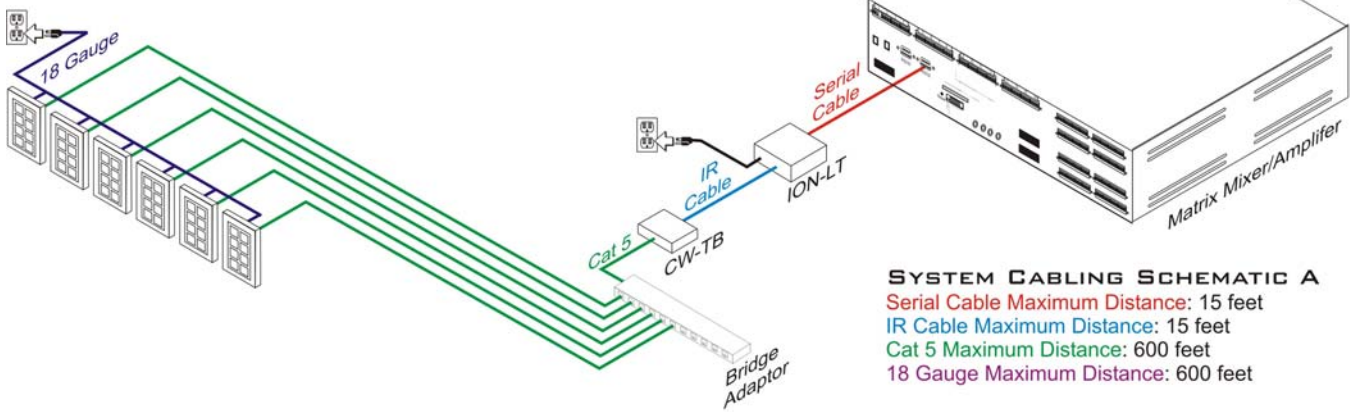 18 Gauge
Serial
Cable
IR
Cable
ION-LT
Matrix Mixer/Amplifer
Cat 5
CW-TB
Bridge
Adaptor
SYSTEM CABLING SCHEMATIC A
Serial Cable Maximum Distance: 15 feet
IR Cable Maximum Distance: 15 feet
Cat 5 Maximum Distance: 600 feet
18 Gauge Maximum Distance: 600 feet